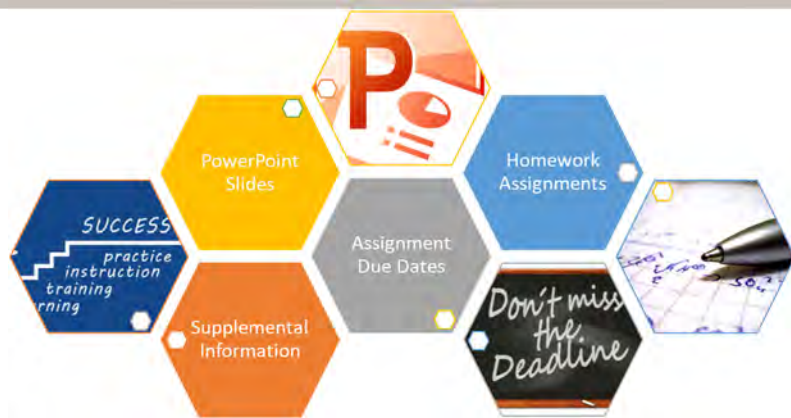 P
PowerPoint
Slides
Homework
Assignments
Assignment
Due Dates
SUCCESS
practice
instruction
training
rning
Supplemental
Information
Don't miss
the
Deadline